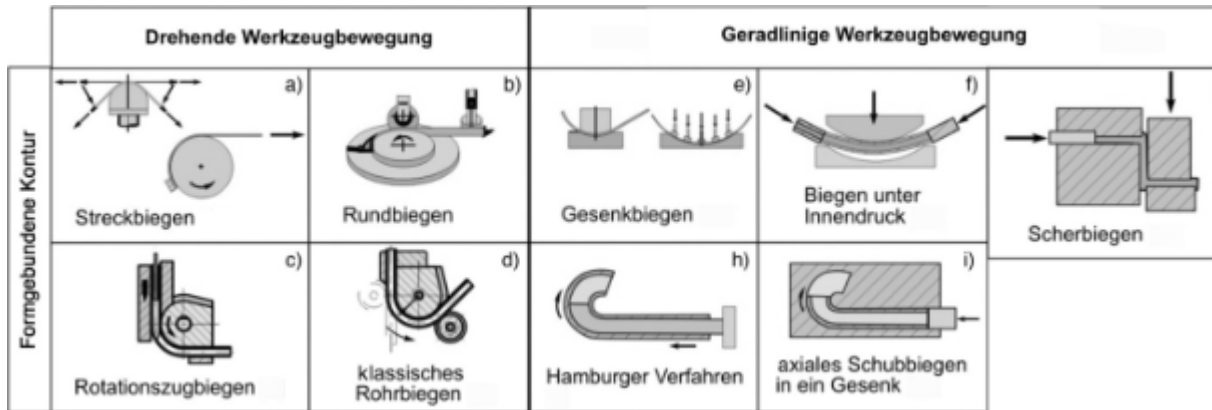 Drehende Werkzeugbewegung
Geradlinige Werkzeugbewegung
Formgebundene Kontur
a)
Streckbiegen
b)
Rundbiegen
e)
Gesenkbiegen
f)
Biegen unter
Innendruck
Scherbiegen
c)
Rotationszugbiegen
d)
klassisches
Rohrbiegen
h)
Hamburger Verfahren
i)
axiales Schubbiegen
in ein Gesenk